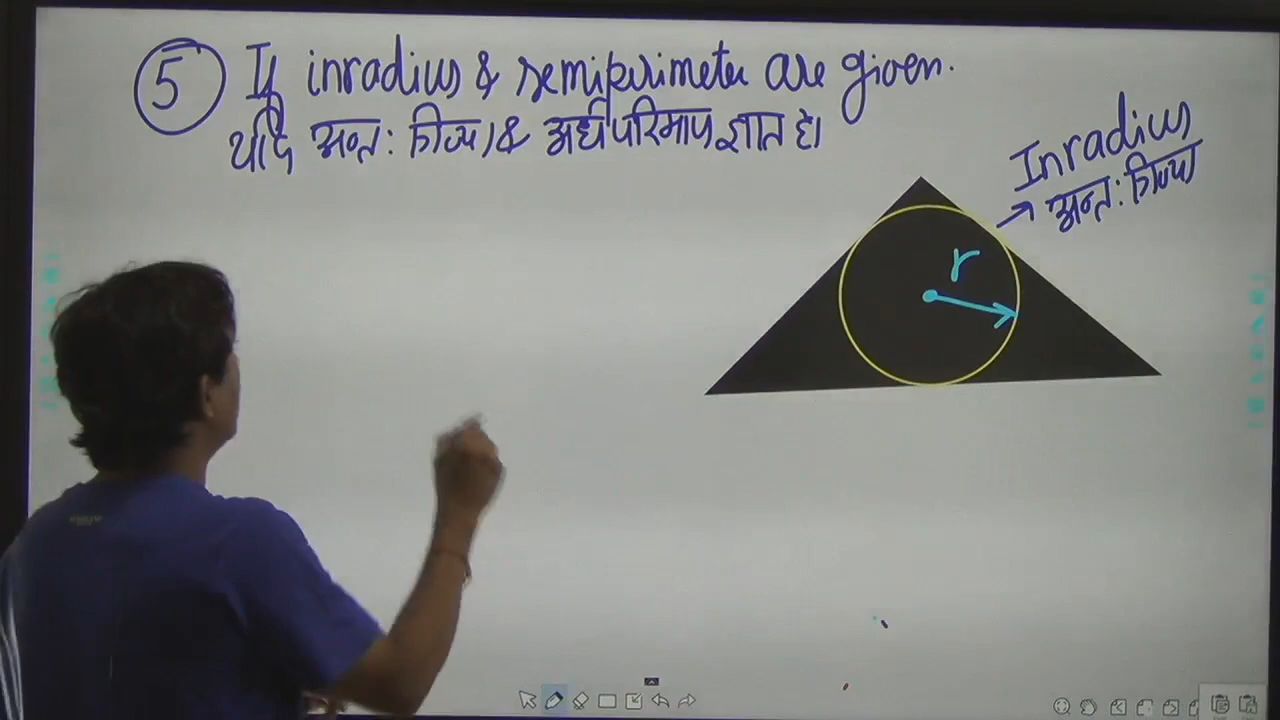 5 If inradius & semiperimeter are given.
यदि अन्त: त्रिज्या & अर्धपरिमाप ज्ञात है।
Inradius
→ अन्त: त्रिज्या
r